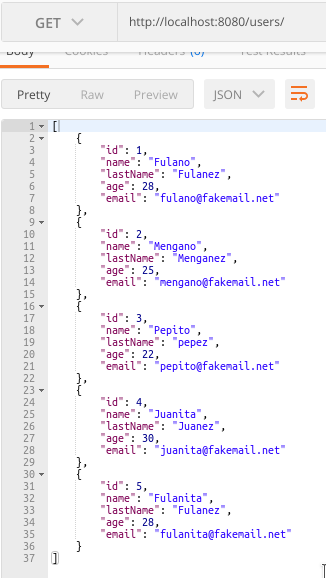 GET http://localhost:8080/users/
Body Cookies Headers (6) Test Results
Pretty Raw Preview JSON
1 [
2 {
3 "id": 1,
4 "name": "Fulano",
5 "lastName": "Fulanez",
6 "age": 28,
7 "email": "fulano@fakemail.net"
8 },
9 {
10 "id": 2,
11 "name": "Mengano",
12 "lastName": "Menganez",
13 "age": 25,
14 "email": "mengano@fakemail.net"
15 },
16 {
17 "id": 3,
18 "name": "Pepito",
19 "lastName": "pepez",
20 "age": 22,
21 "email": "pepito@fakemail.net"
22 },
23 {
24 "id": 4,
25 "name": "Juanita",
26 "lastName": "Juanez",
27 "age": 30,
28 "email": "juanita@fakemail.net"
29 },
30 {
31 "id": 5,
32 "name": "Fulanita",
33 "lastName": "Fulanez",
34 "age": 28,
35 "email": "fulanita@fakemail.net"
36 }
37 ]